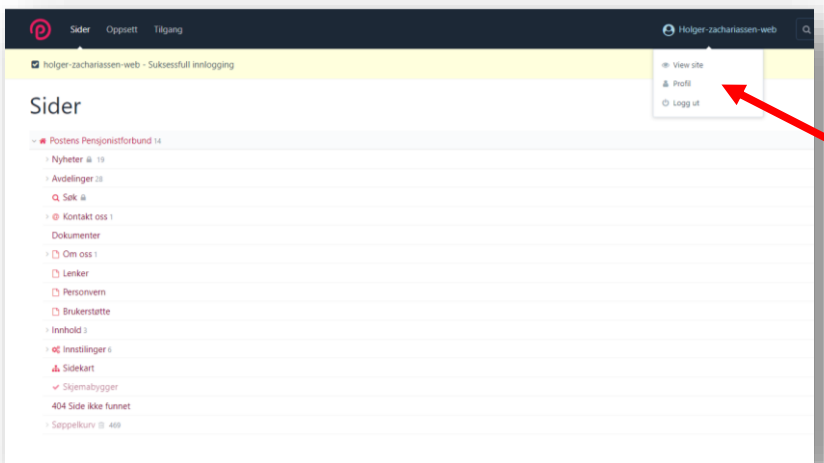 Sider Oppsett Tilgang Holger-zachariassen-web
holger-zachariassen-web - Suksessfull innlogging
View site
Profil
Logg ut
Sider
Postens Pensjonistforbund 14
Nyheter 19
Avdelinger 28
Søk
Kontakt oss 1
Dokumenter
Om oss 1
Lenker
Personvern
Brukerstøtte
Innhold 3
Innstilinger 6
Sidekart
Skjemabygger
404 Side ikke funnet
Søppelkurv 469